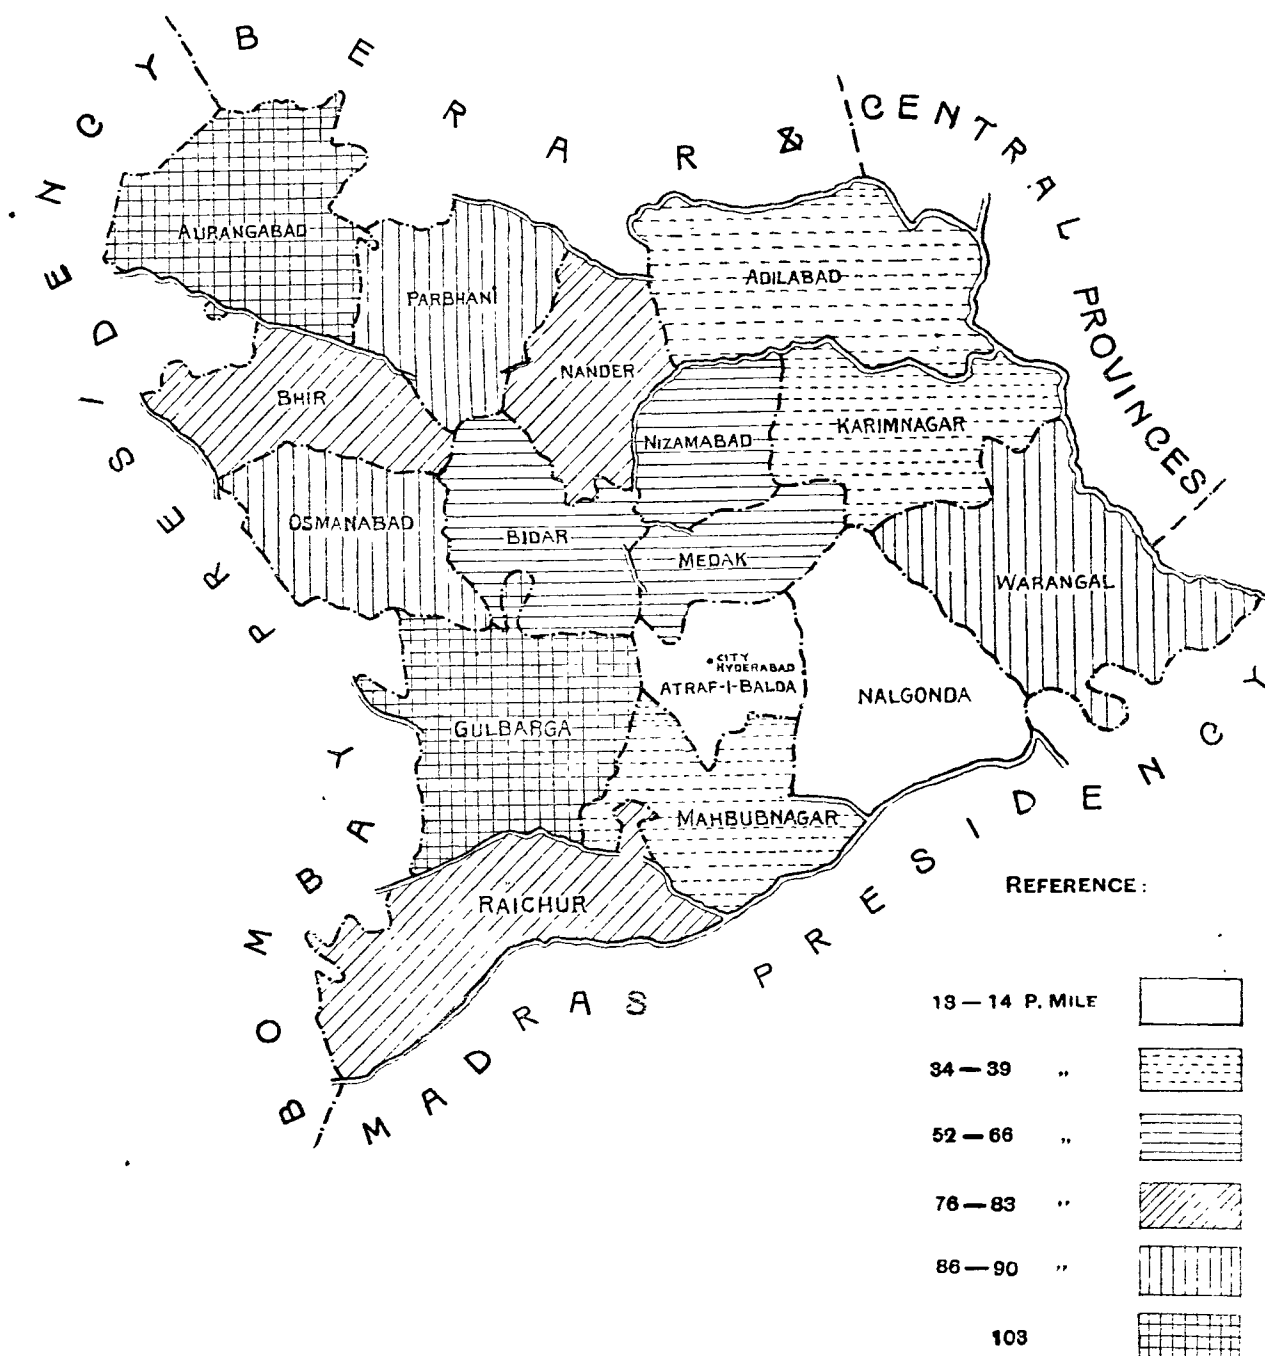 BERAR & CENTRAL PROVINCES
BOMBAY PRESIDENCY
AURANGABAD
PARBHANI
ADILABAD
NANDER
BHIR
KARIMNAGAR
NIZAMABAD
OSMANABAD
BIDAR
MEDAK
WARANGAL
CITY
HYDERABAD
ATRAF-I-BALDA
NALGONDA
GULBARGA
MAHBUBNAGAR
RAICHUR
MADRAS PRESIDENCY
REFERENCE :
13 — 14 P. MILE
34 — 39 „
52 — 66 „
76 — 83 „
86 — 90 „
103